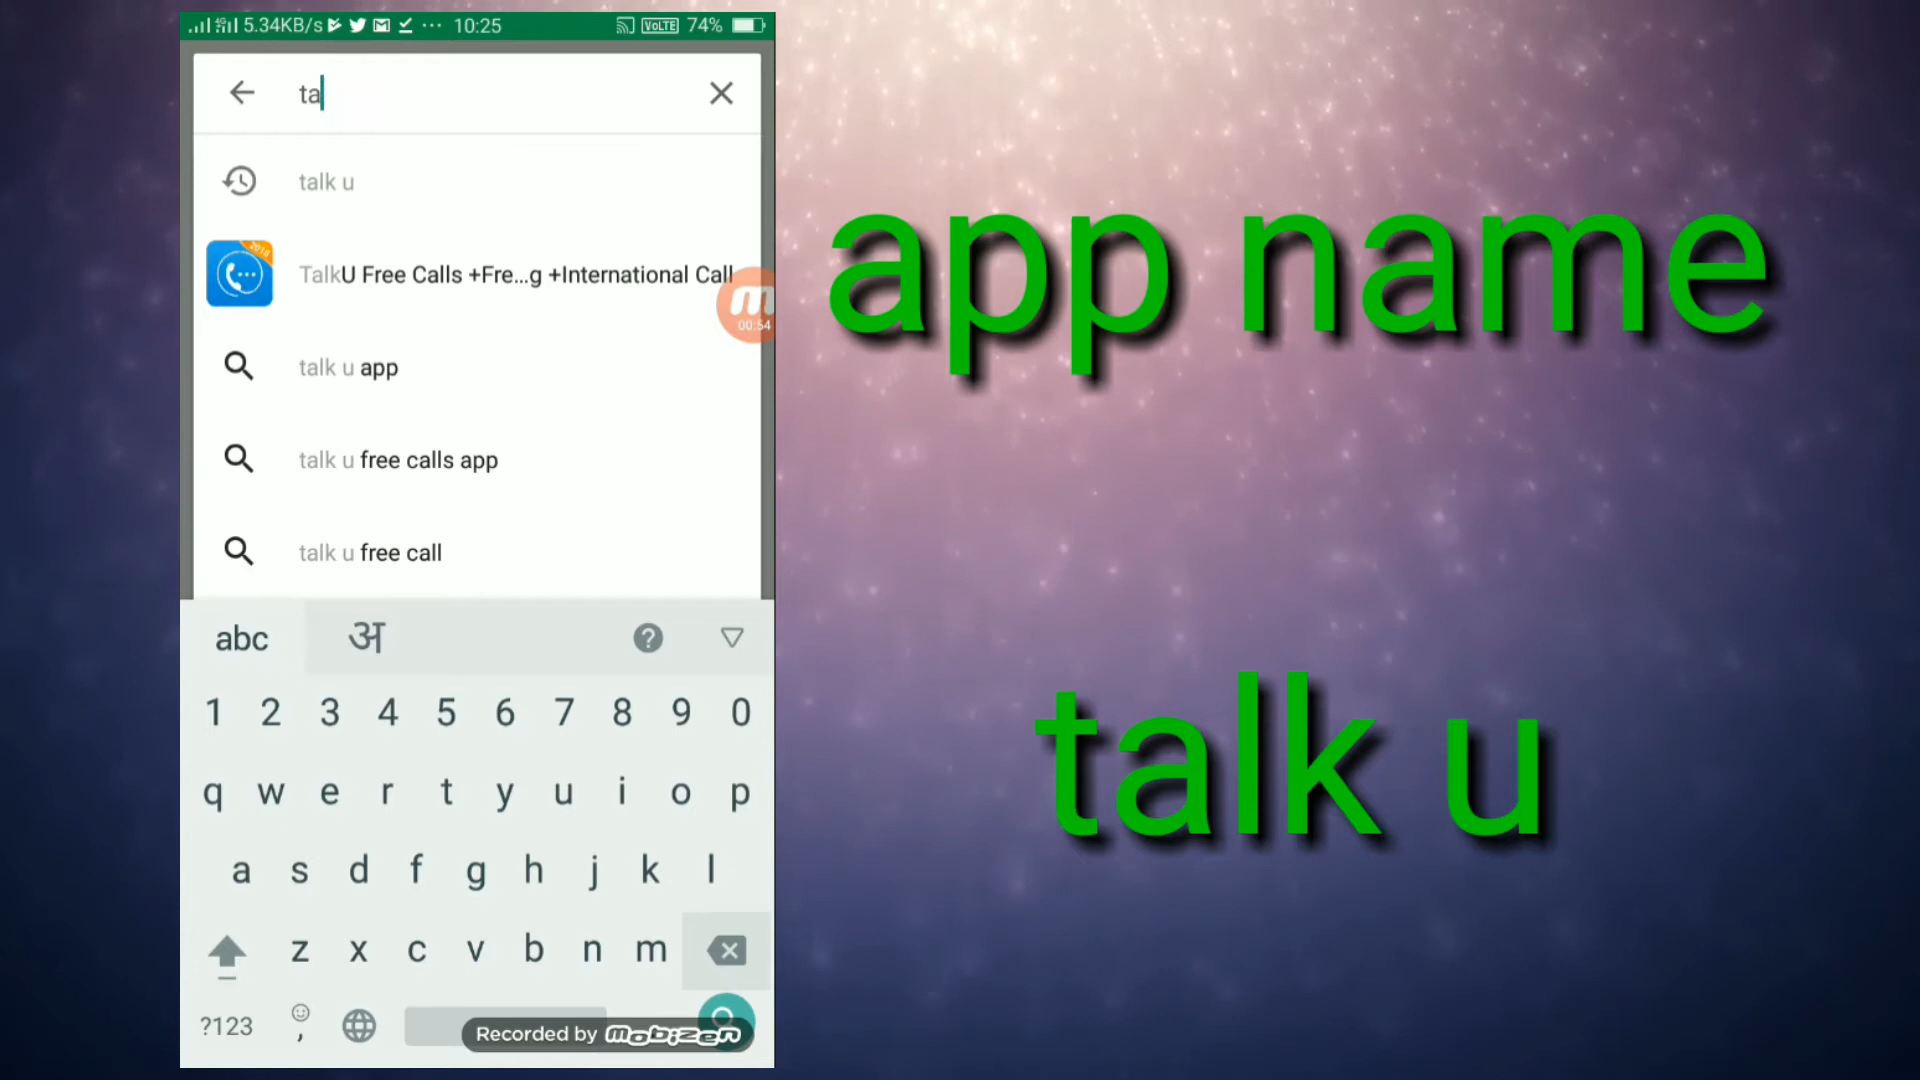 5.34KB/s 10:25 VoLTE 74%
ta
talk u
2018
TalkU Free Calls +Fre...g +International Call
m
00:54
talk u app
talk u free calls app
talk u free call
abc अ ?
1 2 3 4 5 6 7 8 9 0
q w e r t y u i o p
a s d f g h j k l
z x c v b n m
?123 ,
Recorded by mobizen
app name
talk u